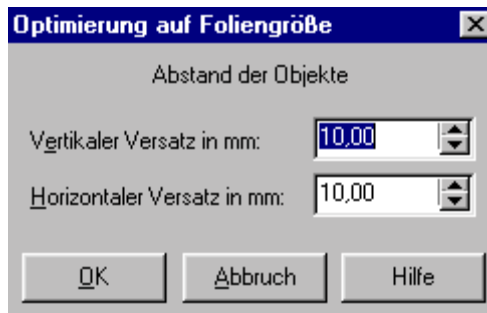 Optimierung auf Foliengröße
Abstand der Objekte
Vertikaler Versatz in mm: 10,00
Horizontaler Versatz in mm: 10,00
OK Abbruch Hilfe